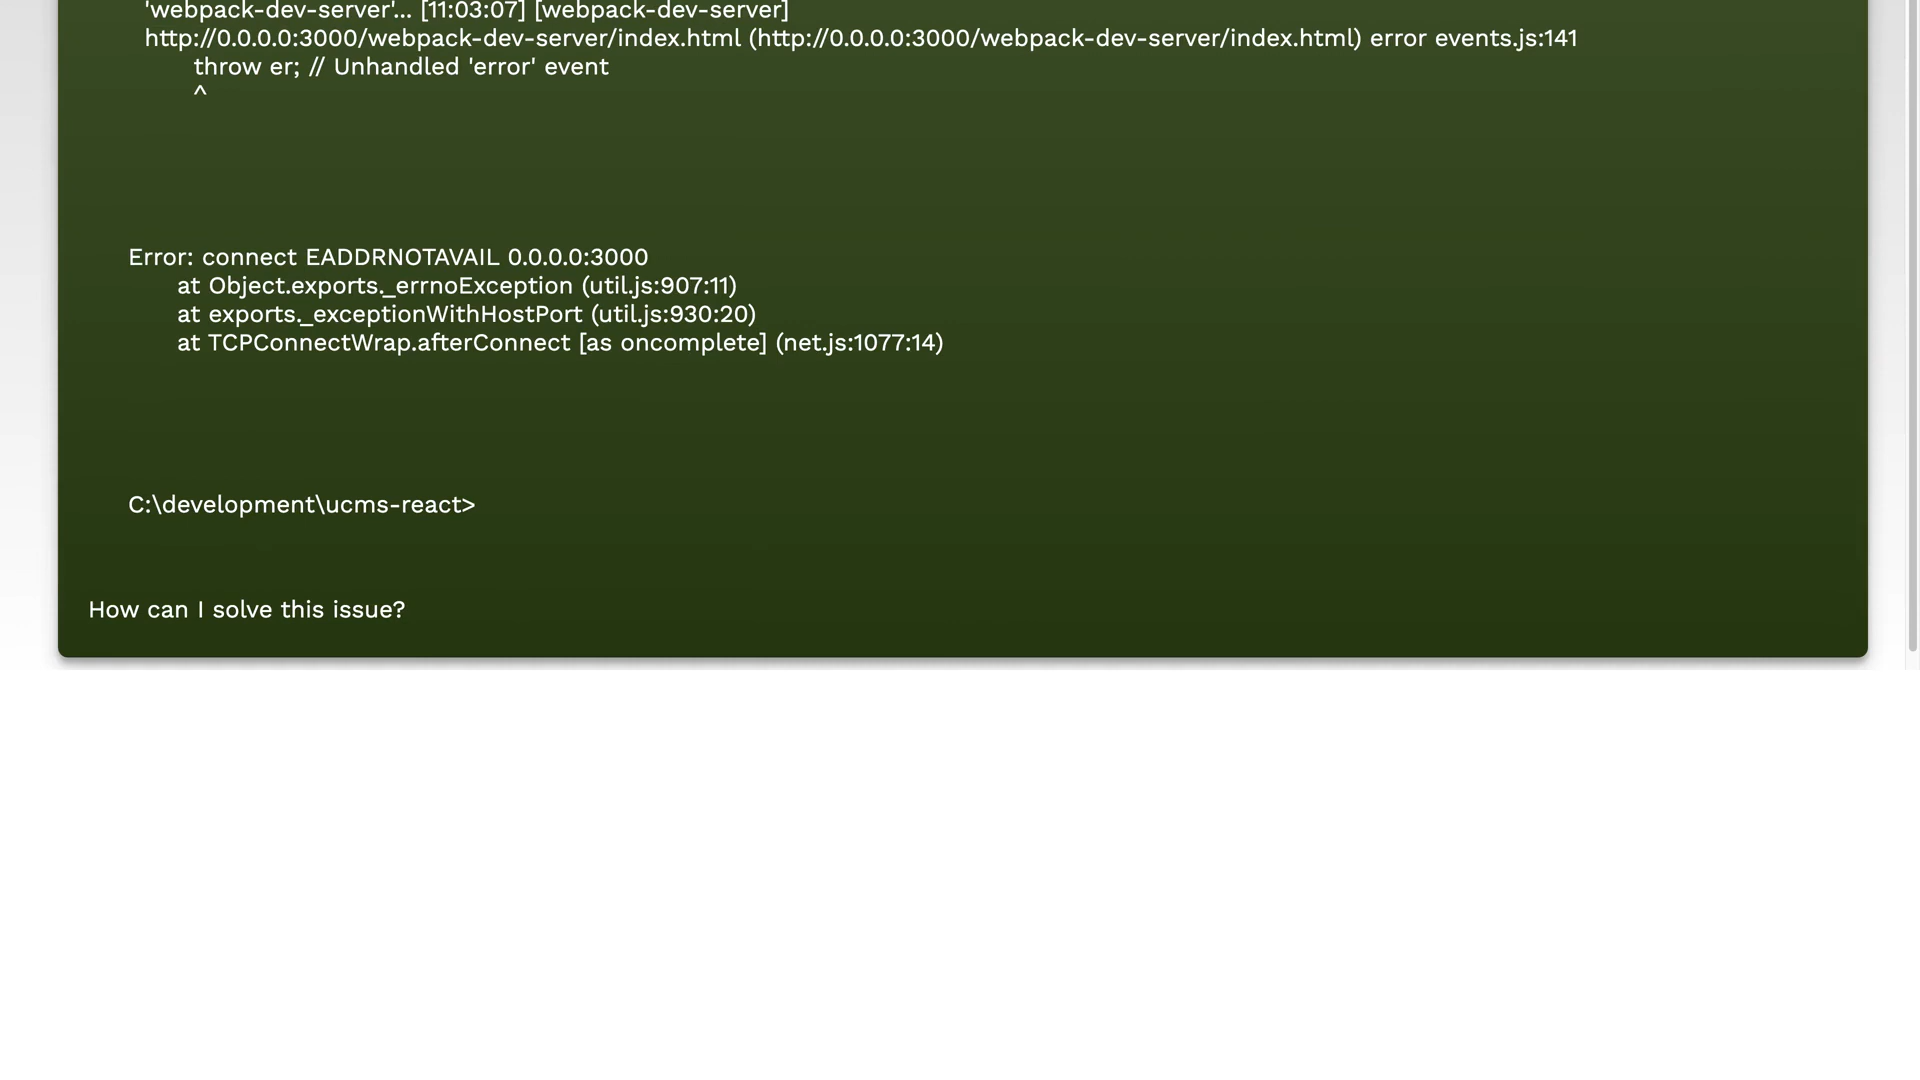 'webpack-dev-server'... [11:03:07] [webpack-dev-server]
http://0.0.0.0:3000/webpack-dev-server/index.html (http://0.0.0.0:3000/webpack-dev-server/index.html) error events.js:141
throw er; // Unhandled 'error' event
^
Error: connect EADDRNOTAVAIL 0.0.0.0:3000
at Object.exports._errnoException (util.js:907:11)
at exports._exceptionWithHostPort (util.js:930:20)
at TCPConnectWrap.afterConnect [as oncomplete] (net.js:1077:14)
C:\development\ucms-react>
How can I solve this issue?